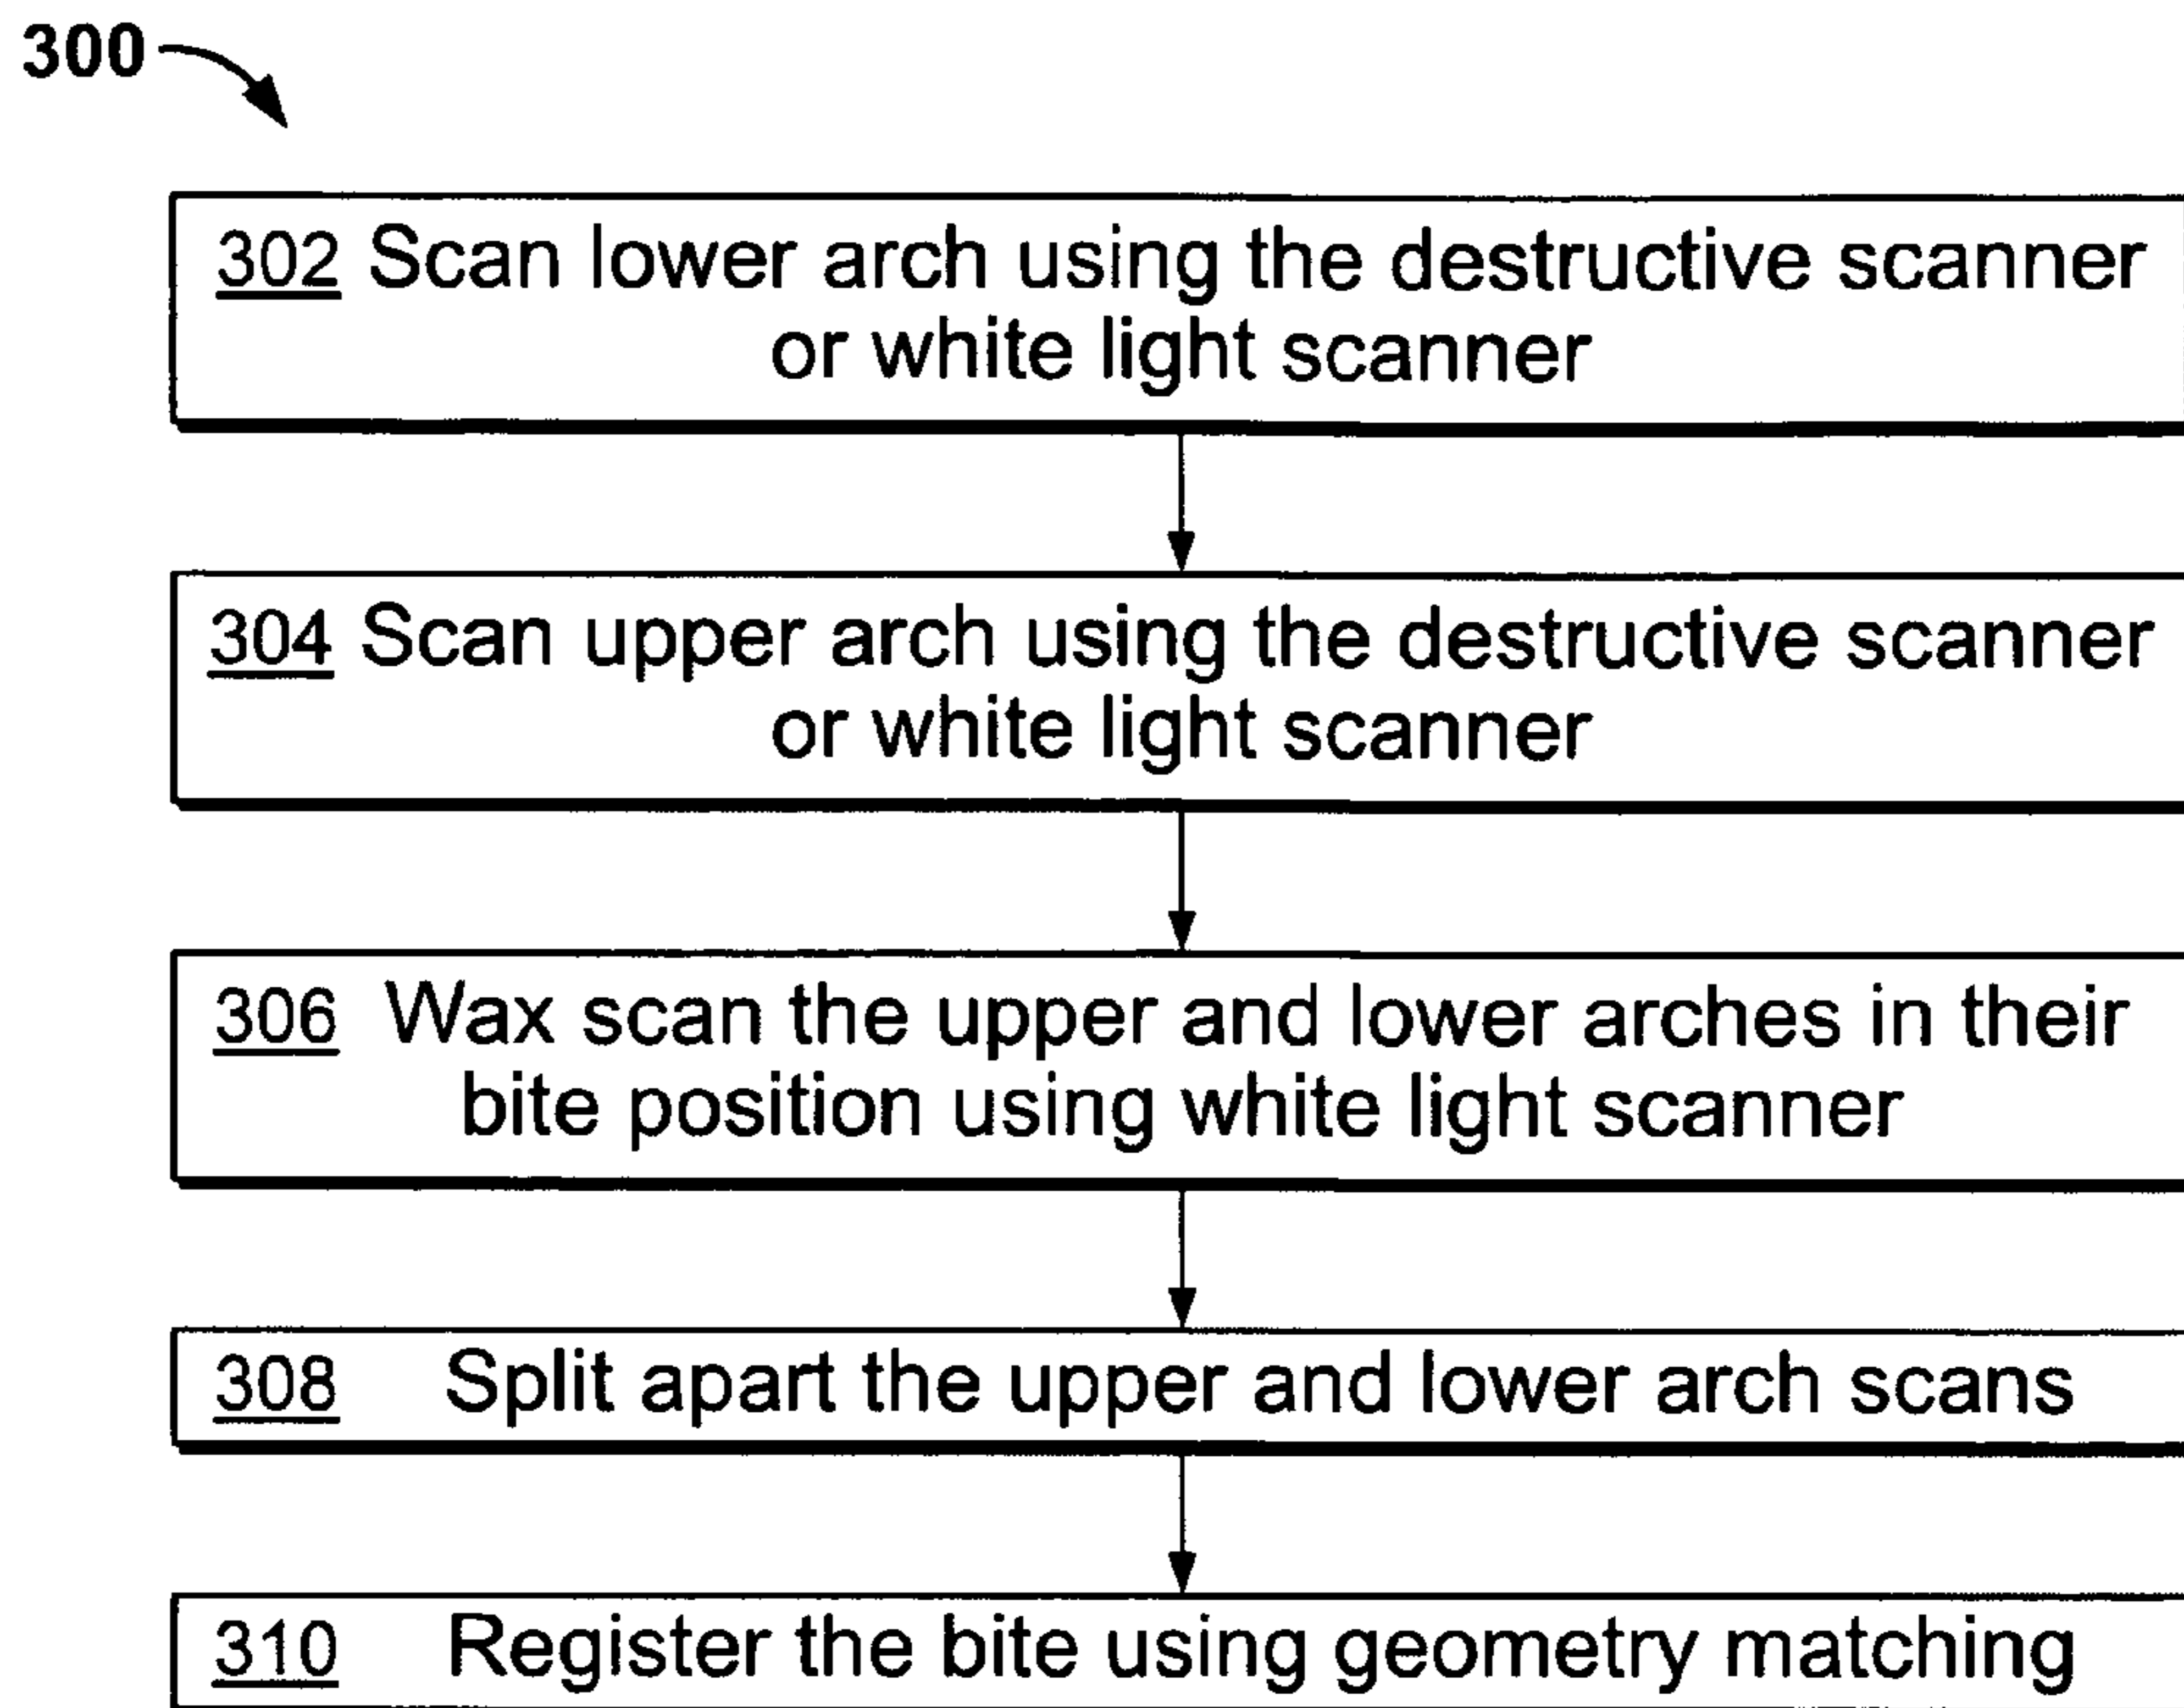 300
302 Scan lower arch using the destructive scanner
or white light scanner
304 Scan upper arch using the destructive scanner
or white light scanner
306 Wax scan the upper and lower arches in their
bite position using white light scanner
308 Split apart the upper and lower arch scans
310 Register the bite using geometry matching